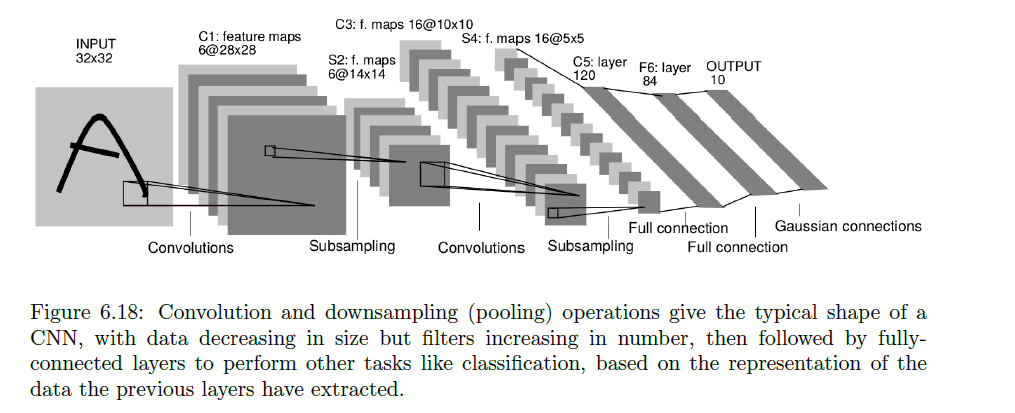 INPUT
32x32
C1: feature maps
6@28x28
S2: f. maps
6@14x14
C3: f. maps 16@10x10
S4: f. maps 16@5x5
C5: layer
120
F6: layer
84
OUTPUT
10
Convolutions
Subsampling
Convolutions
Subsampling
Full connection
Full connection
Gaussian connections
Figure 6.18: Convolution and downsampling (pooling) operations give the typical shape of a
CNN, with data decreasing in size but filters increasing in number, then followed by fully-
connected layers to perform other tasks like classification, based on the representation of the
data the previous layers have extracted.